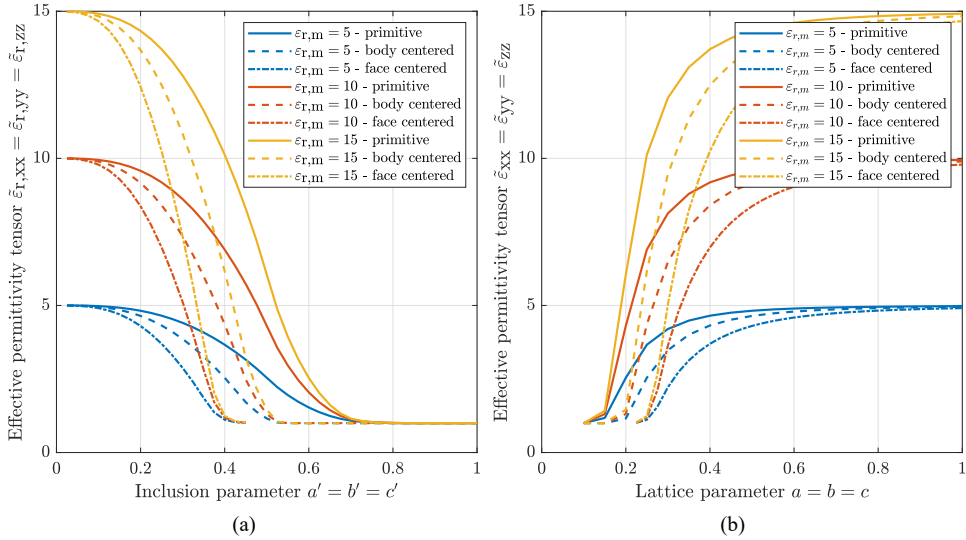 Effective permittivity tensor ε̃r,xx = ε̃r,yy = ε̃r,zz
15
10
5
0
εr,m = 5 - primitive
εr,m = 5 - body centered
εr,m = 5 - face centered
εr,m = 10 - primitive
εr,m = 10 - body centered
εr,m = 10 - face centered
εr,m = 15 - primitive
εr,m = 15 - body centered
εr,m = 15 - face centered
0 0.2 0.4 0.6 0.8 1
Inclusion parameter a′ = b′ = c′
(a)
Effective permittivity tensor ε̃xx = ε̃yy = ε̃zz
15
10
5
0
εr,m = 5 - primitive
εr,m = 5 - body centered
εr,m = 5 - face centered
εr,m = 10 - primitive
εr,m = 10 - body centered
εr,m = 10 - face centered
εr,m = 15 - primitive
εr,m = 15 - body centered
εr,m = 15 - face centered
0 0.2 0.4 0.6 0.8 1
Lattice parameter a = b = c
(b)